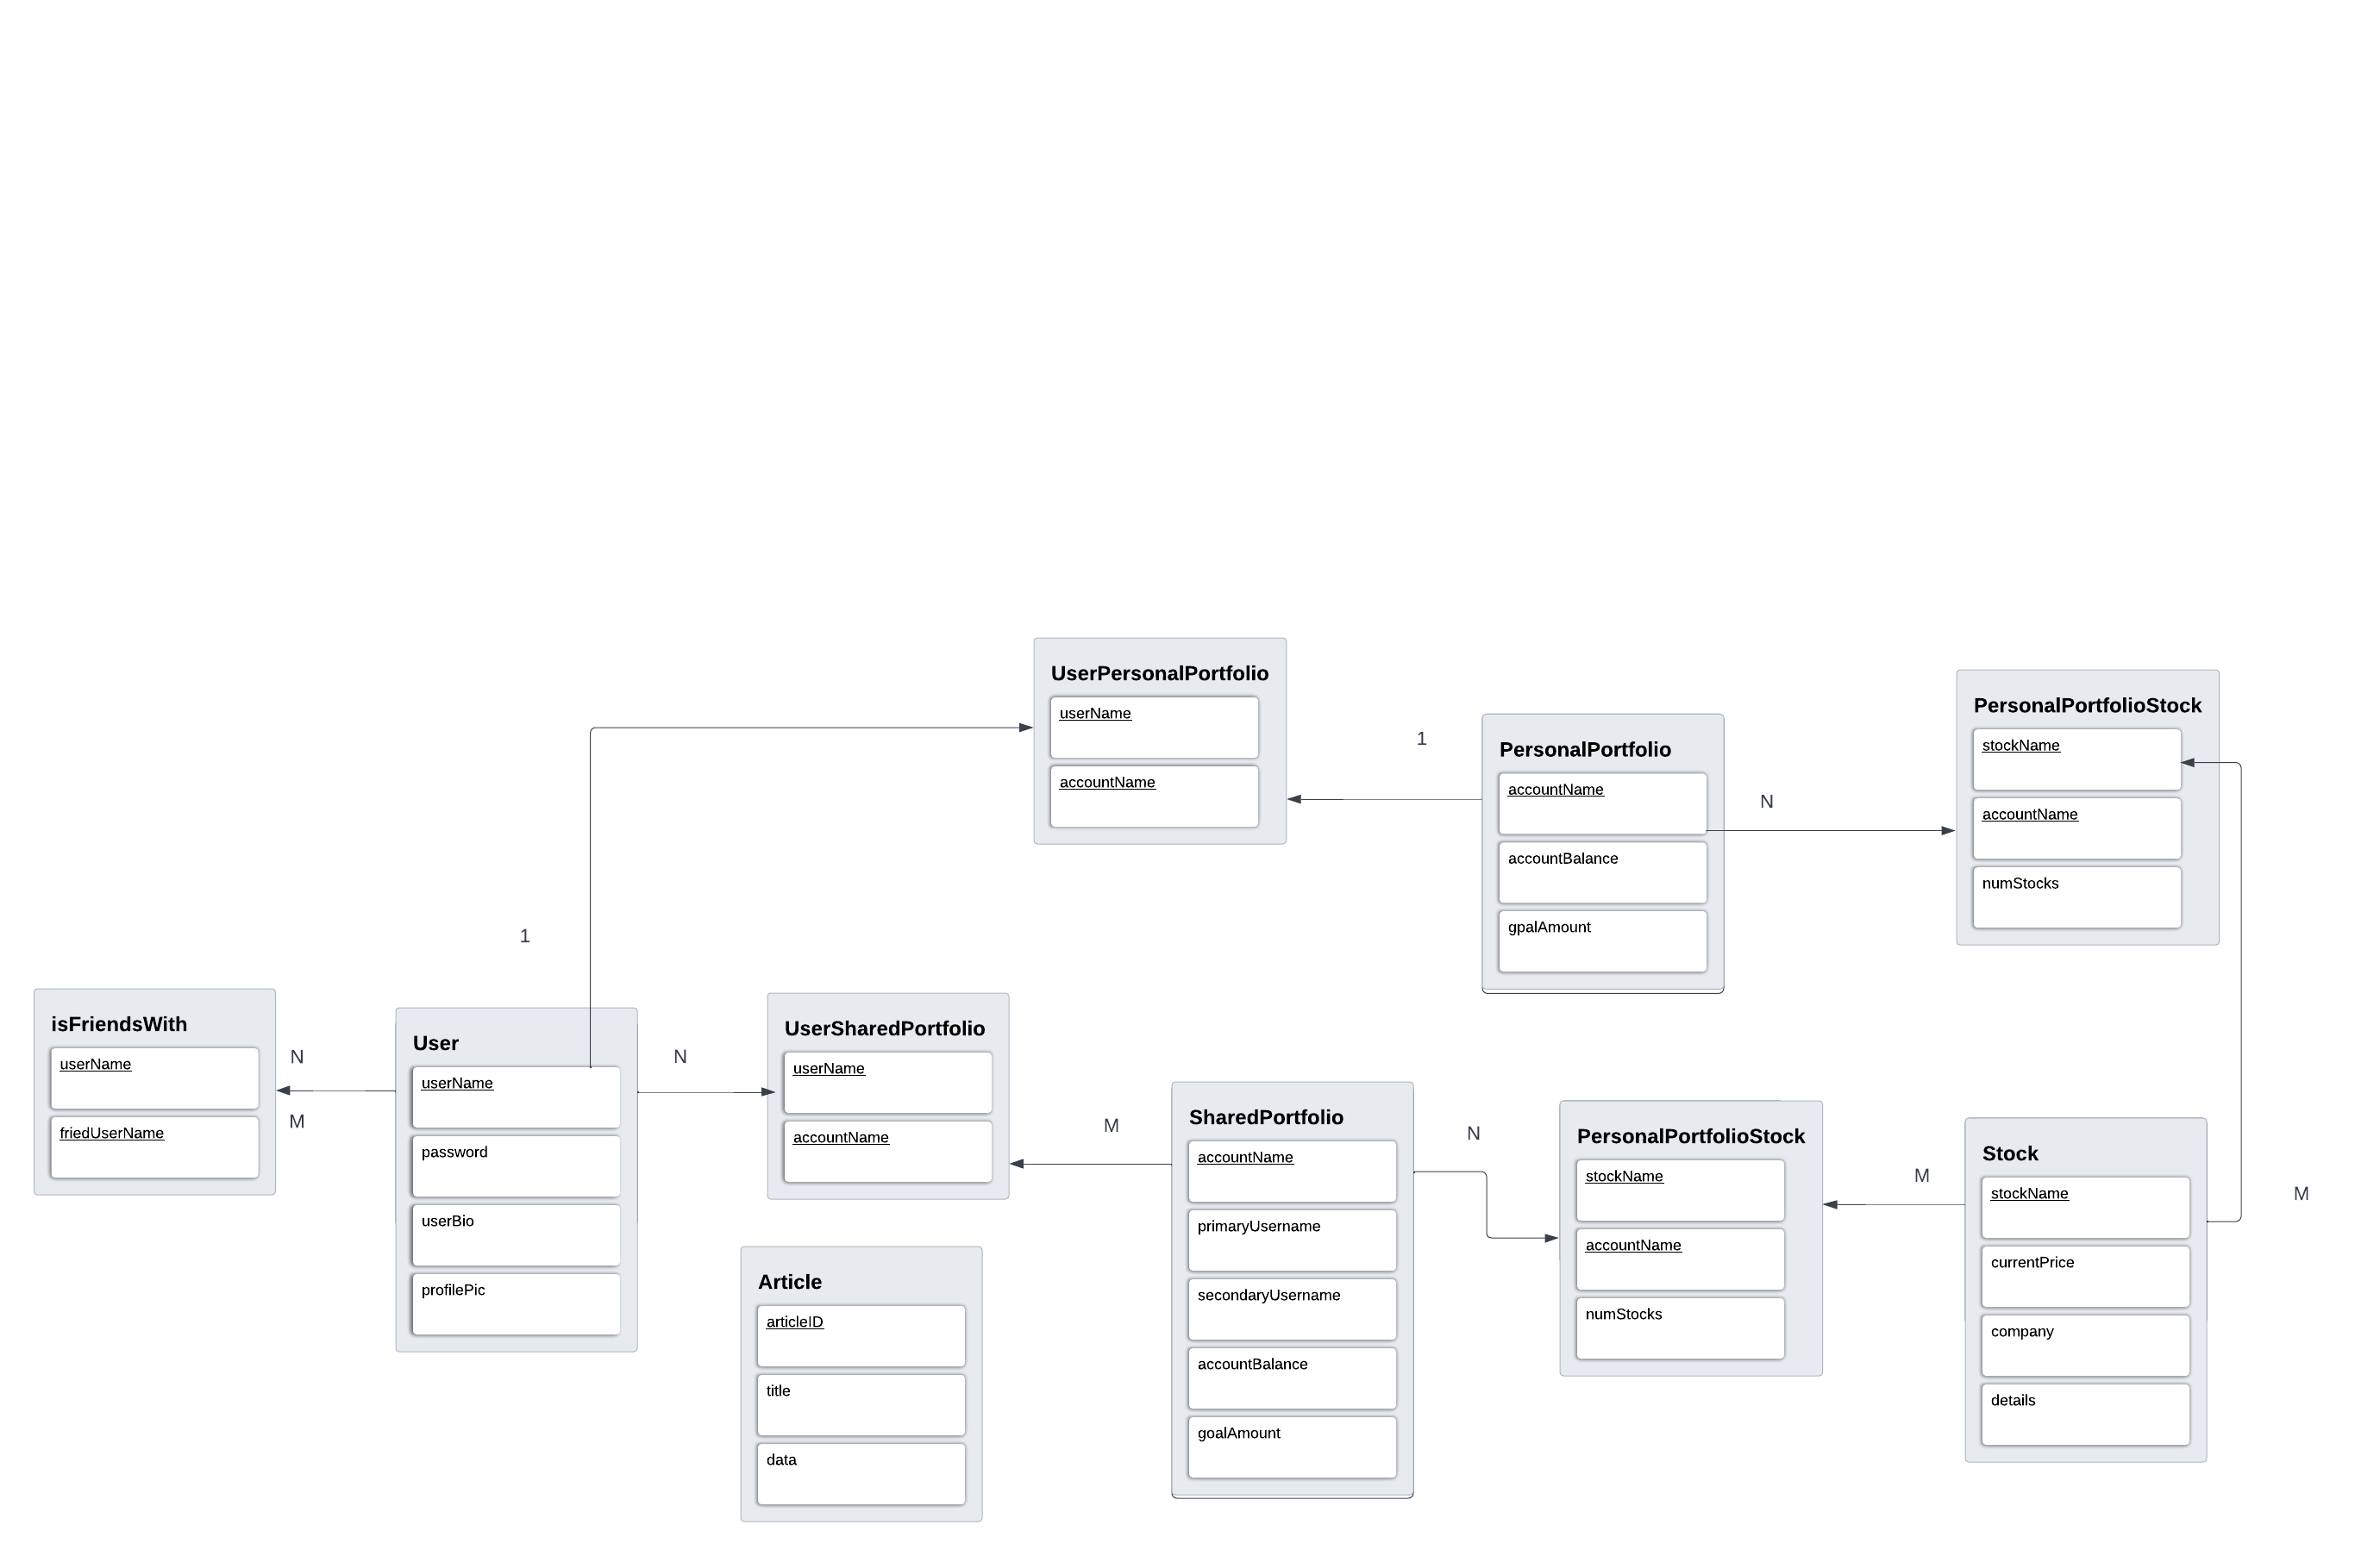 UserPersonalPortfolio
userName
accountName
1
PersonalPortfolio
accountName
accountBalance
gpalAmount
N
PersonalPortfolioStock
stockName
accountName
numStocks
1
isFriendsWith
userName
friedUserName
N
M
User
userName
password
userBio
profilePic
N
UserSharedPortfolio
userName
accountName
M
Article
articleID
title
data
SharedPortfolio
accountName
primaryUsername
secondaryUsername
accountBalance
goalAmount
N
PersonalPortfolioStock
stockName
accountName
numStocks
M
Stock
stockName
currentPrice
company
details
M